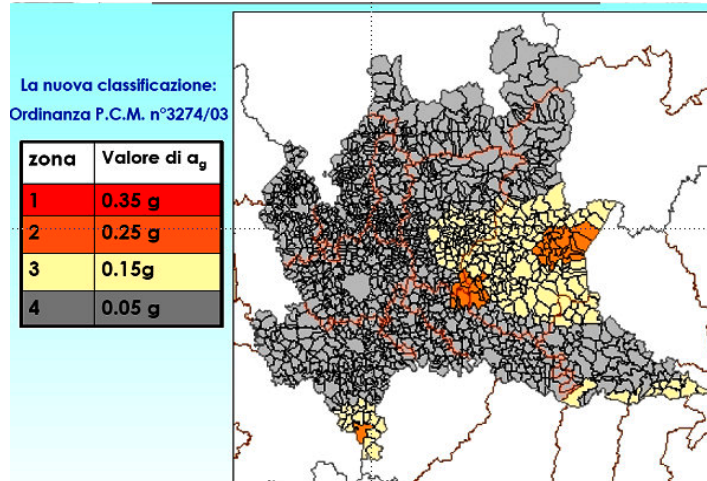 La nuova classificazione:
Ordinanza P.C.M. n°3274/03
zona Valore di ag
1 0.35 g
2 0.25 g
3 0.15g
4 0.05 g